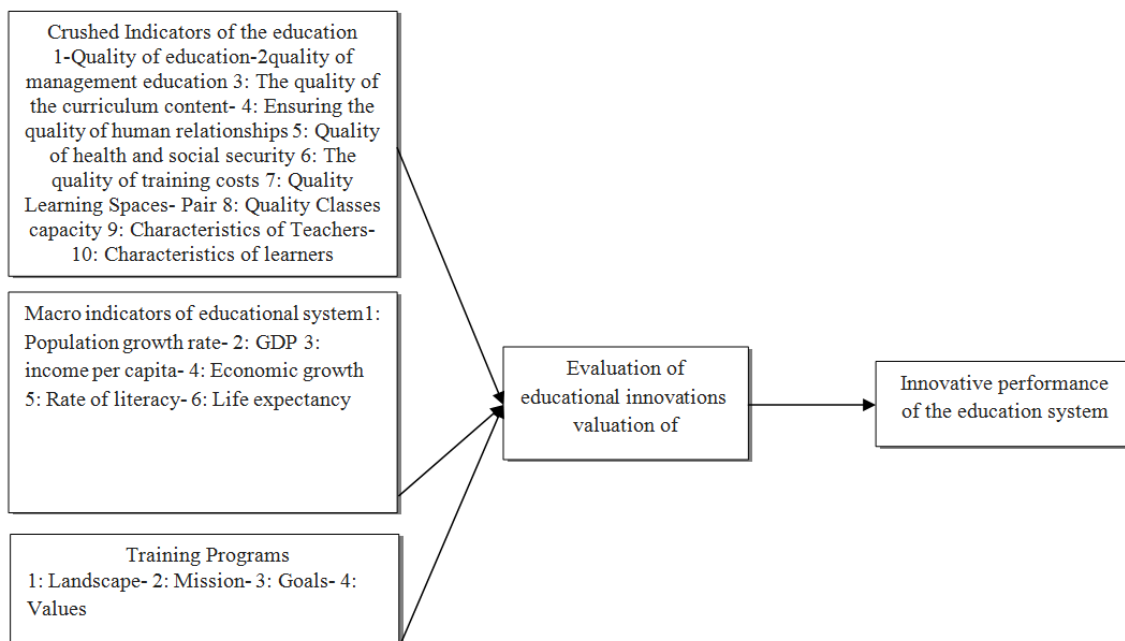 Crushed Indicators of the education
1-Quality of education-2quality of
management education 3: The quality of
the curriculum content- 4: Ensuring the
quality of human relationships 5: Quality
of health and social security 6: The
quality of training costs 7: Quality
Learning Spaces- Pair 8: Quality Classes
capacity 9: Characteristics of Teachers-
10: Characteristics of learners
Macro indicators of educational system1:
Population growth rate- 2: GDP 3:
income per capita- 4: Economic growth
5: Rate of literacy- 6: Life expectancy
Training Programs
1: Landscape- 2: Mission- 3: Goals- 4:
Values
Evaluation of
educational innovations
valuation of
Innovative performance
of the education system